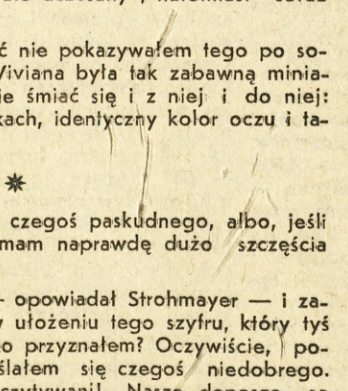 ć nie pokazywałem tego po so-
Viviana była tak zabawną minia-
ie śmiać się i z niej i do niej:
kach, identyczny kolor oczu i ta-
✷
czegoś paskudnego, albo, jeśli
mam naprawdę dużo szczęścia
— opowiadał Strohmayer — i za-
y ułożeniu tego szyfru, który tyś
o przyznałem? Oczywiście, po-
ślałem się czegoś niedobrego.